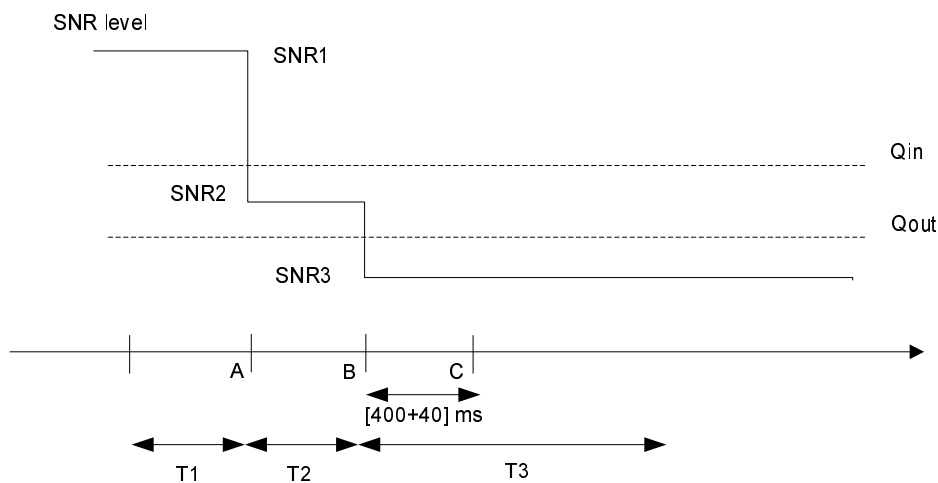 SNR level
SNR1
Qin
SNR2
Qout
SNR3
A
B
C
[400+40] ms
T1
T2
T3